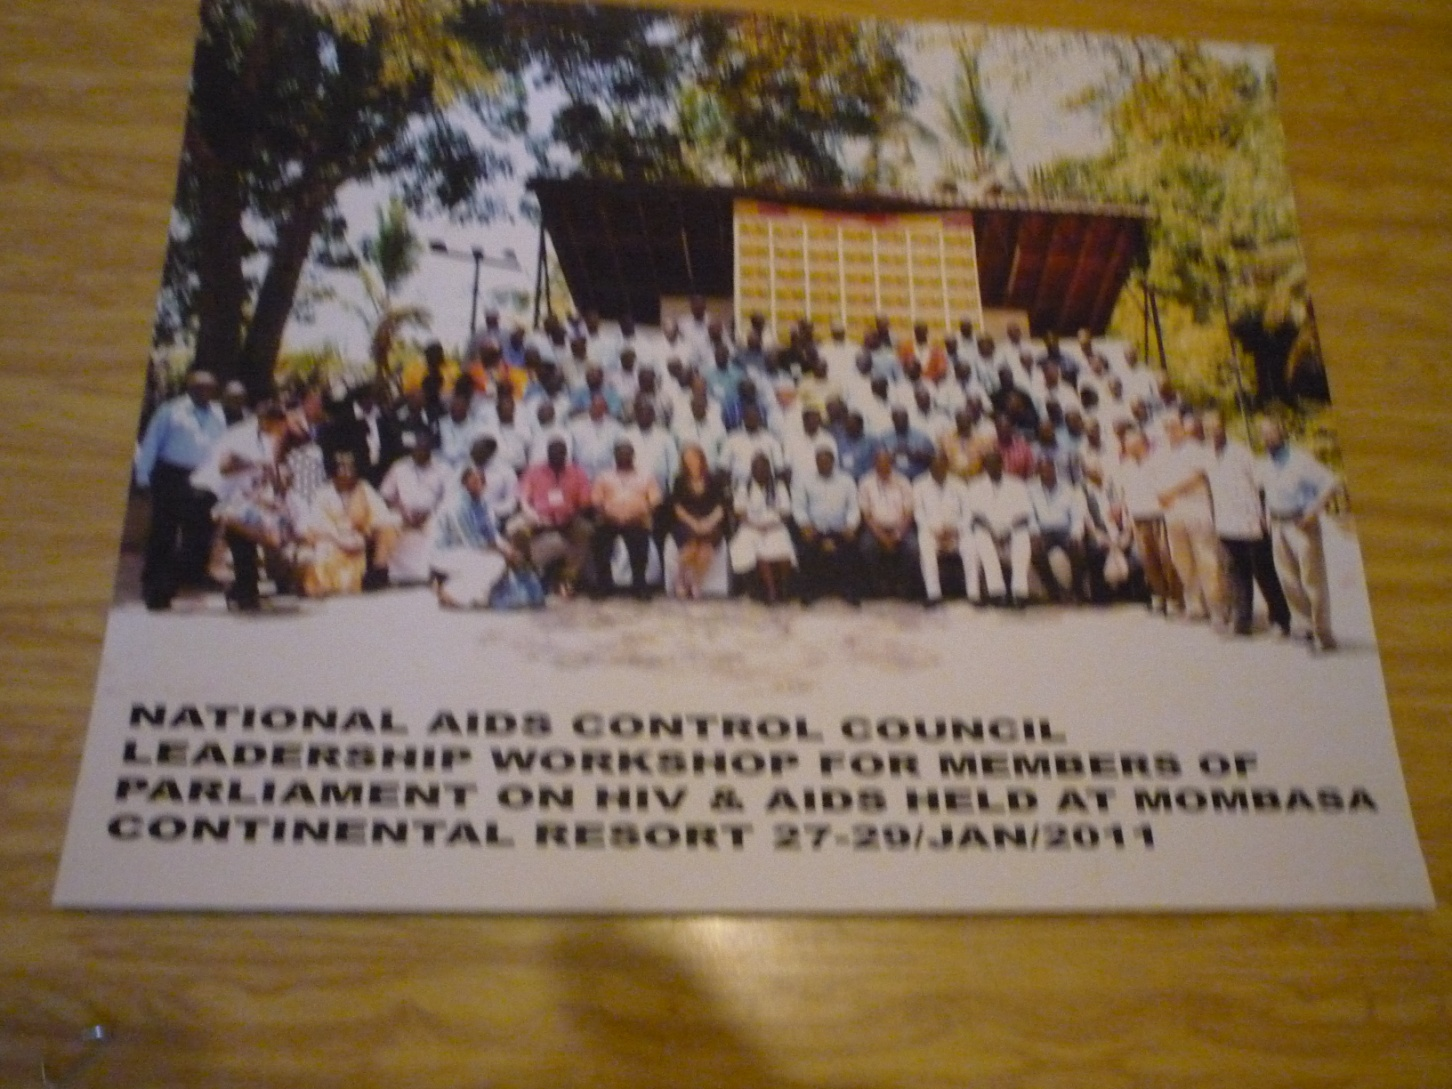 NATIONAL AIDS CONTROL COUNCIL
LEADERSHIP WORKSHOP FOR MEMBERS OF
PARLIAMENT ON HIV & AIDS HELD AT MOMBASA
CONTINENTAL RESORT 27-29/JAN/2011